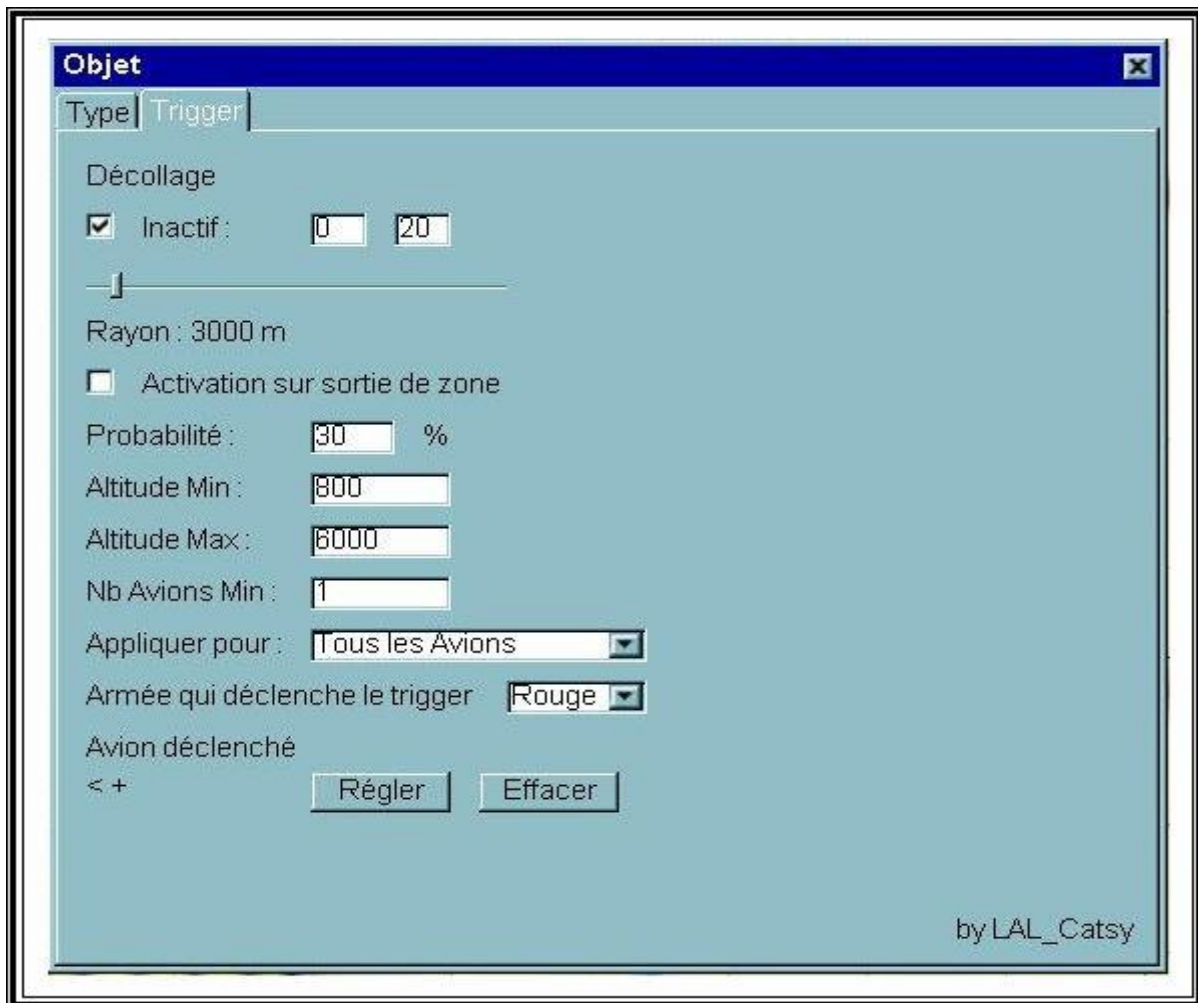 Objet
Type Trigger
Décollage
Inactif : 0 20
Rayon : 3000 m
Activation sur sortie de zone
Probabilité : 30 %
Altitude Min : 800
Altitude Max : 6000
Nb Avions Min : 1
Appliquer pour : Tous les Avions
Armée qui déclenche le trigger Rouge
Avion déclenché
< + Régler Effacer
by LAL_Catsy